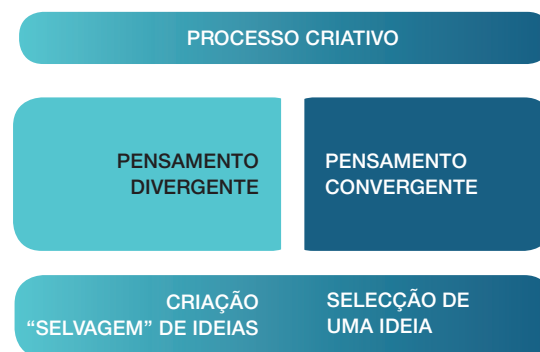 PROCESSO CRIATIVO
PENSAMENTO
DIVERGENTE
PENSAMENTO
CONVERGENTE
CRIAÇÃO
“SELVAGEM” DE IDEIAS
SELECÇÃO DE
UMA IDEIA